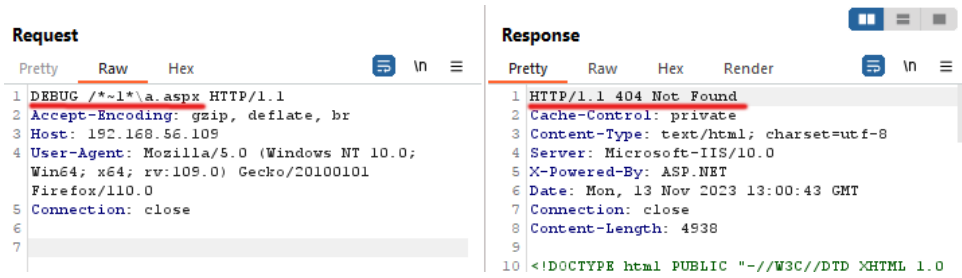 Request
Pretty Raw Hex \n
1 DEBUG /*~1*\a.aspx HTTP/1.1
2 Accept-Encoding: gzip, deflate, br
3 Host: 192.168.56.109
4 User-Agent: Mozilla/5.0 (Windows NT 10.0;
Win64; x64; rv:109.0) Gecko/20100101
Firefox/110.0
5 Connection: close
6
7
Response
Pretty Raw Hex Render \n
1 HTTP/1.1 404 Not Found
2 Cache-Control: private
3 Content-Type: text/html; charset=utf-8
4 Server: Microsoft-IIS/10.0
5 X-Powered-By: ASP.NET
6 Date: Mon, 13 Nov 2023 13:00:43 GMT
7 Connection: close
8 Content-Length: 4938
9
10 <!DOCTYPE html PUBLIC "-//W3C//DTD XHTML 1.0